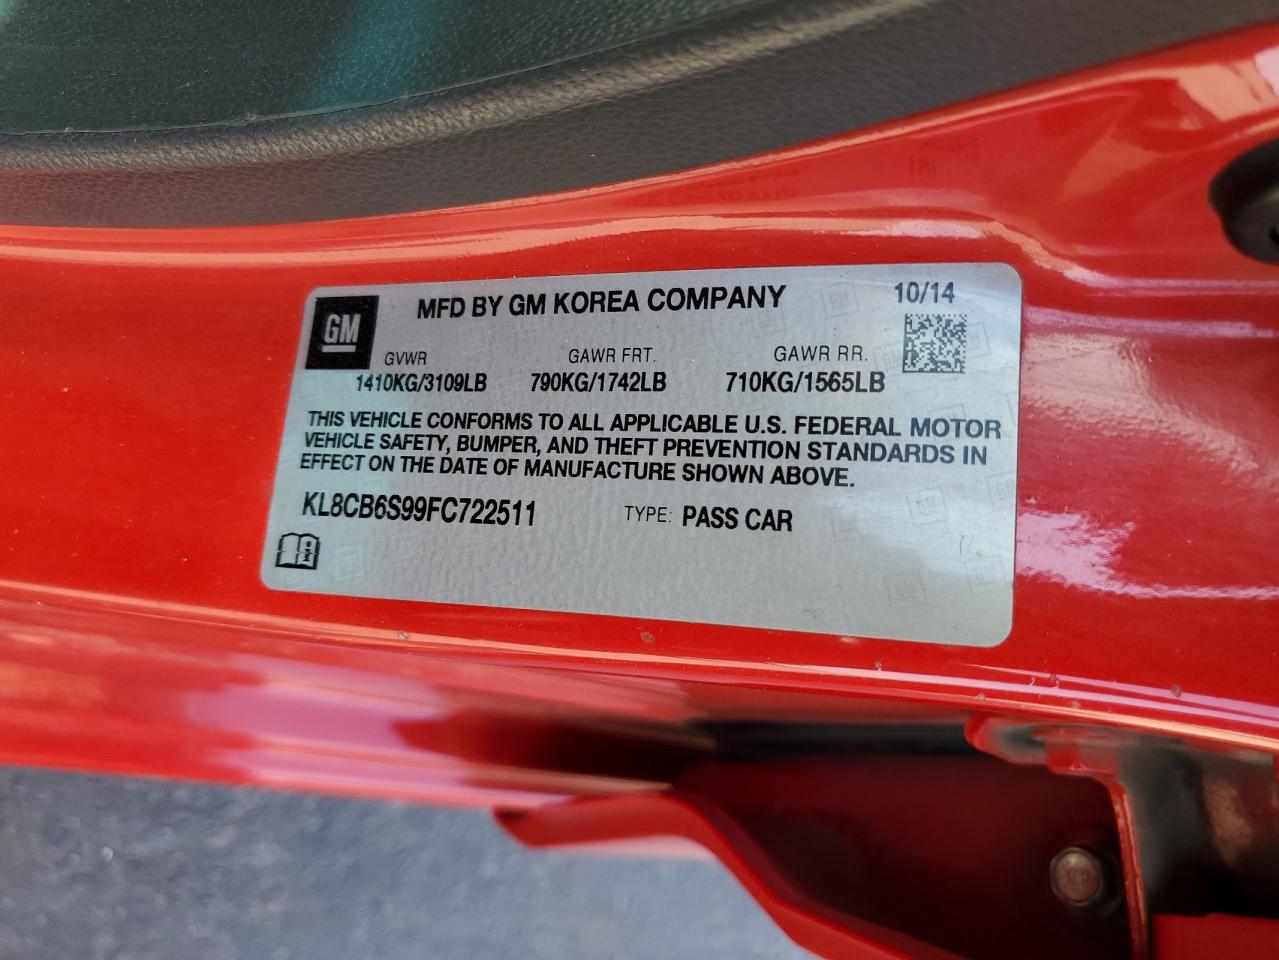 GM
MFD BY GM KOREA COMPANY
10/14
GVWR GAWR FRT. GAWR RR.
1410KG/3109LB 790KG/1742LB 710KG/1565LB
THIS VEHICLE CONFORMS TO ALL APPLICABLE U.S. FEDERAL MOTOR
VEHICLE SAFETY, BUMPER, AND THEFT PREVENTION STANDARDS IN
EFFECT ON THE DATE OF MANUFACTURE SHOWN ABOVE.
KL8CB6S99FC722511 TYPE: PASS CAR